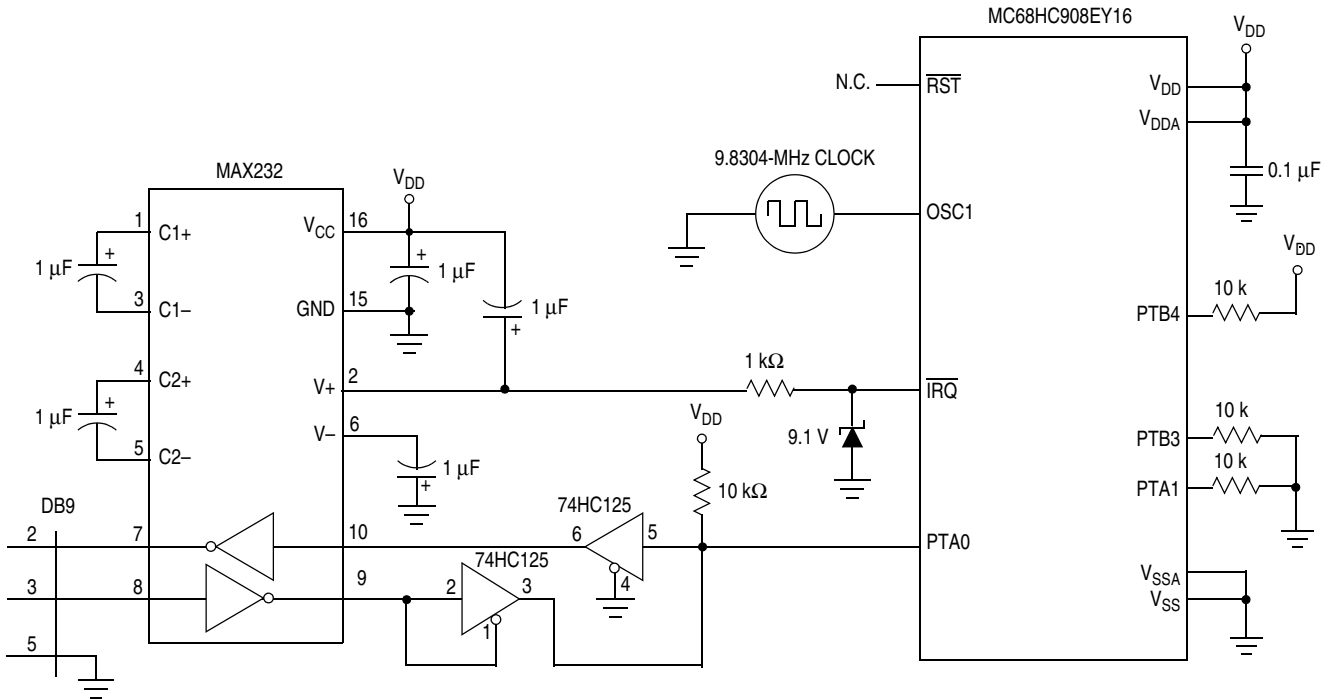 MC68HC908EY16
VDD
N.C.
RST
VDD
VDDA
9.8304-MHz CLOCK
0.1 µF
MAX232
VDD
OSC1
1
C1+
VCC
16
VDD
1 µF
+
+
1 µF
10 k
3
C1–
GND
15
1 µF
+
PTB4
4
C2+
1 kΩ
V+
2
IRQ
1 µF
+
VDD
10 k
V–
6
9.1 V
PTB3
5
C2–
1 µF
+
10 k
10 kΩ
PTA1
DB9
74HC125
2
7
10
6
5
PTA0
74HC125
4
3
8
9
2
3
VSSA
1
VSS
5